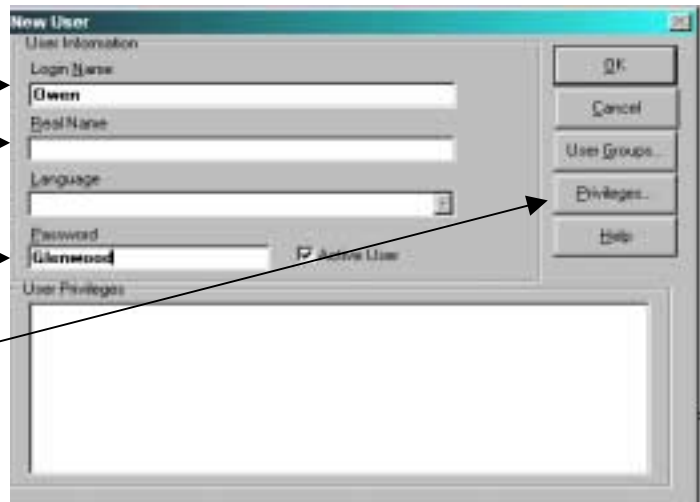 New User
User Information
Login Name
Owen
Real Name
Language
Password
Glenwood
Active User
User Privileges
OK
Cancel
User Groups...
Privileges...
Help